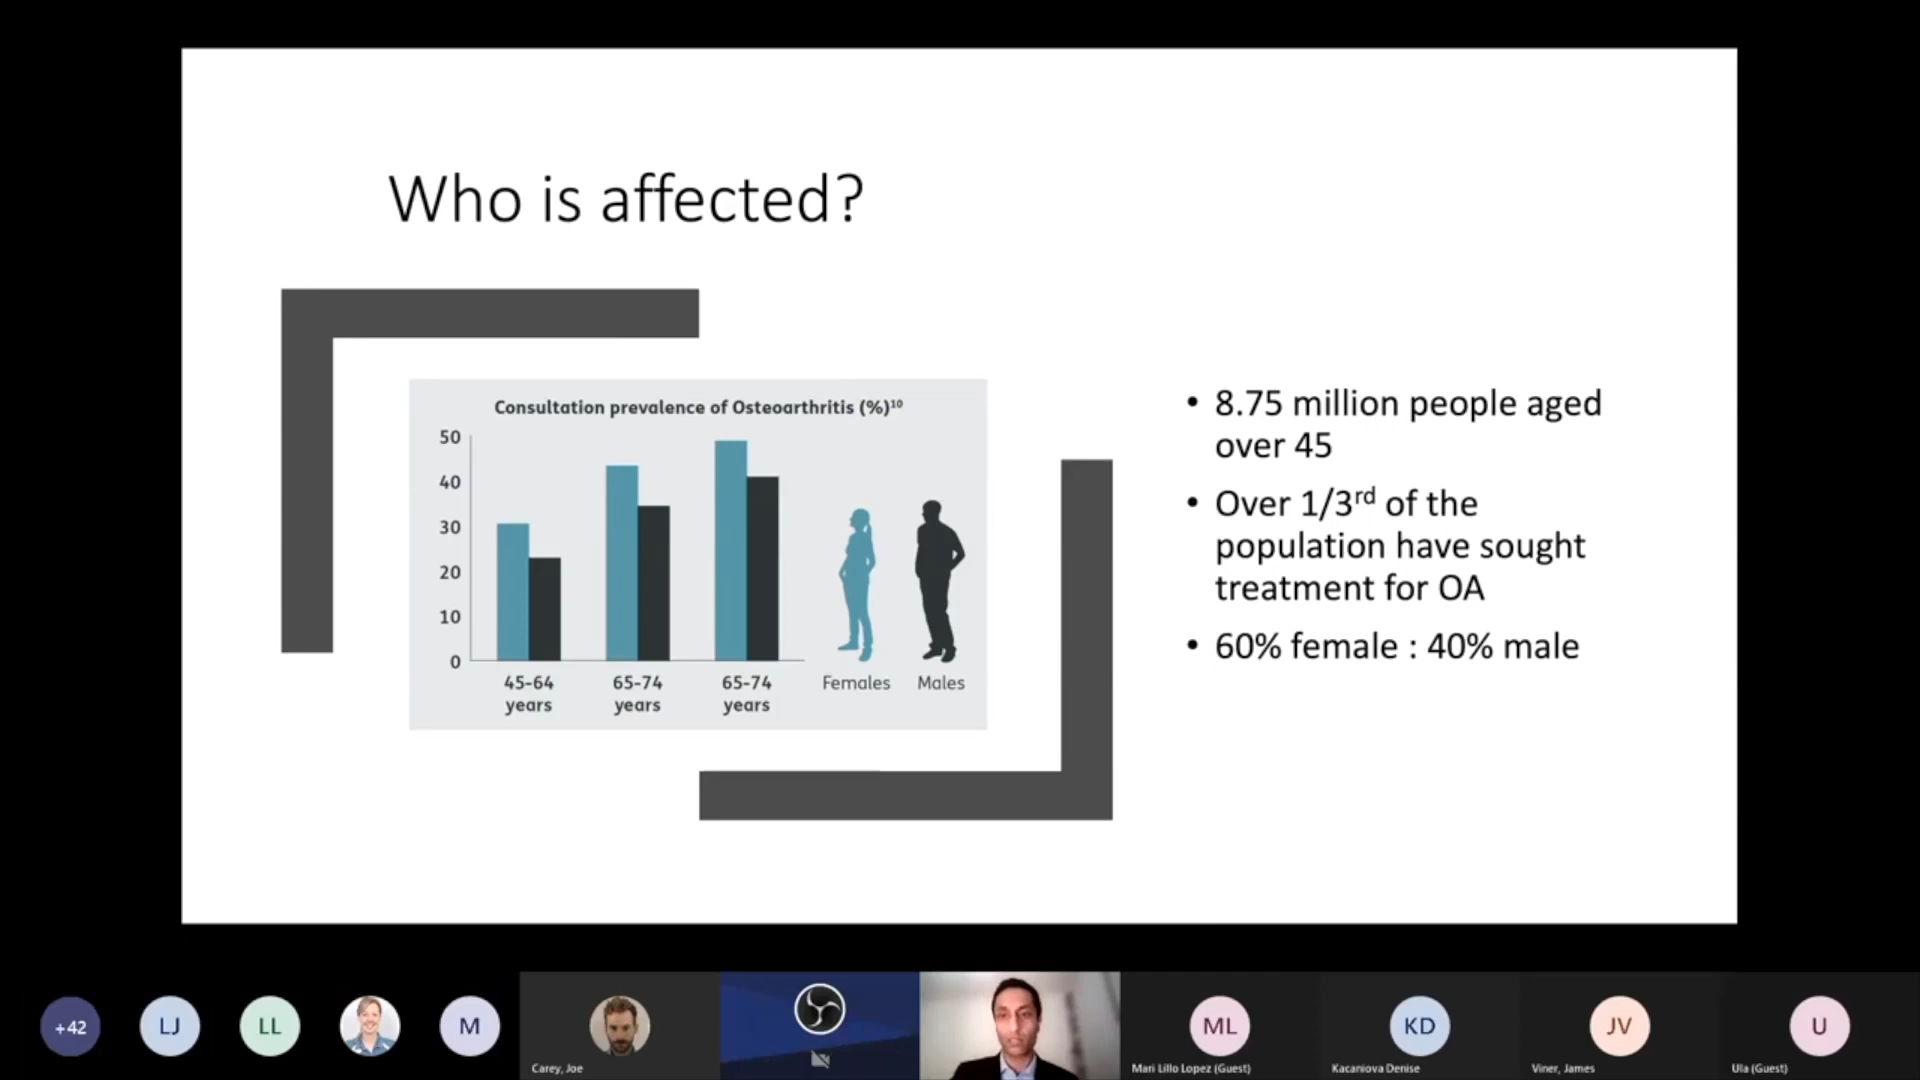 Who is affected?
Consultation prevalence of Osteoarthritis (%)¹⁰
50
40
30
20
10
0
45-64
years
65-74
years
65-74
years
Females
Males
• 8.75 million people aged
over 45
• Over 1/3rd of the
population have sought
treatment for OA
• 60% female : 40% male
+42
LJ
LL
M
Carey, Joe
ML
Mari Lillo Lopez (Guest)
KD
Kacaniova Denise
JV
Viner, James
U
Ula (Guest)